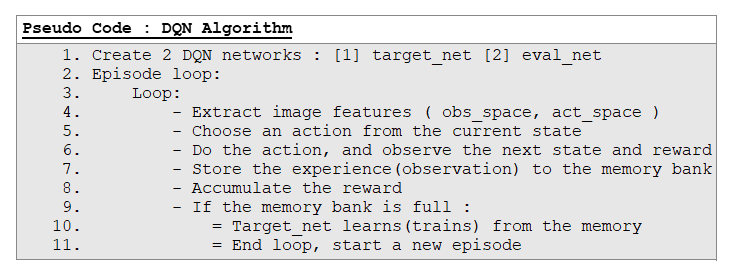 Pseudo Code : DQN Algorithm
1. Create 2 DQN networks : [1] target_net [2] eval_net
2. Episode loop:
3. Loop:
4. - Extract image features ( obs_space, act_space )
5. - Choose an action from the current state
6. - Do the action, and observe the next state and reward
7. - Store the experience(observation) to the memory bank
8. - Accumulate the reward
9. - If the memory bank is full :
10. = Target_net learns(trains) from the memory
11. = End loop, start a new episode